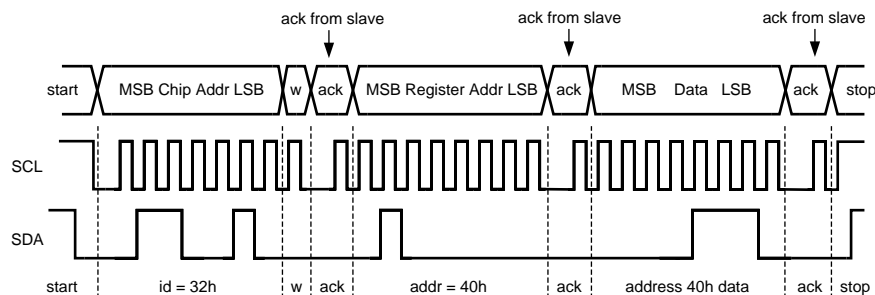 ack from slave ack from slave ack from slave
start MSB Chip Addr LSB w ack MSB Register Addr LSB ack MSB Data LSB ack stop
SCL
SDA
start id = 32h w ack addr = 40h ack address 40h data ack stop